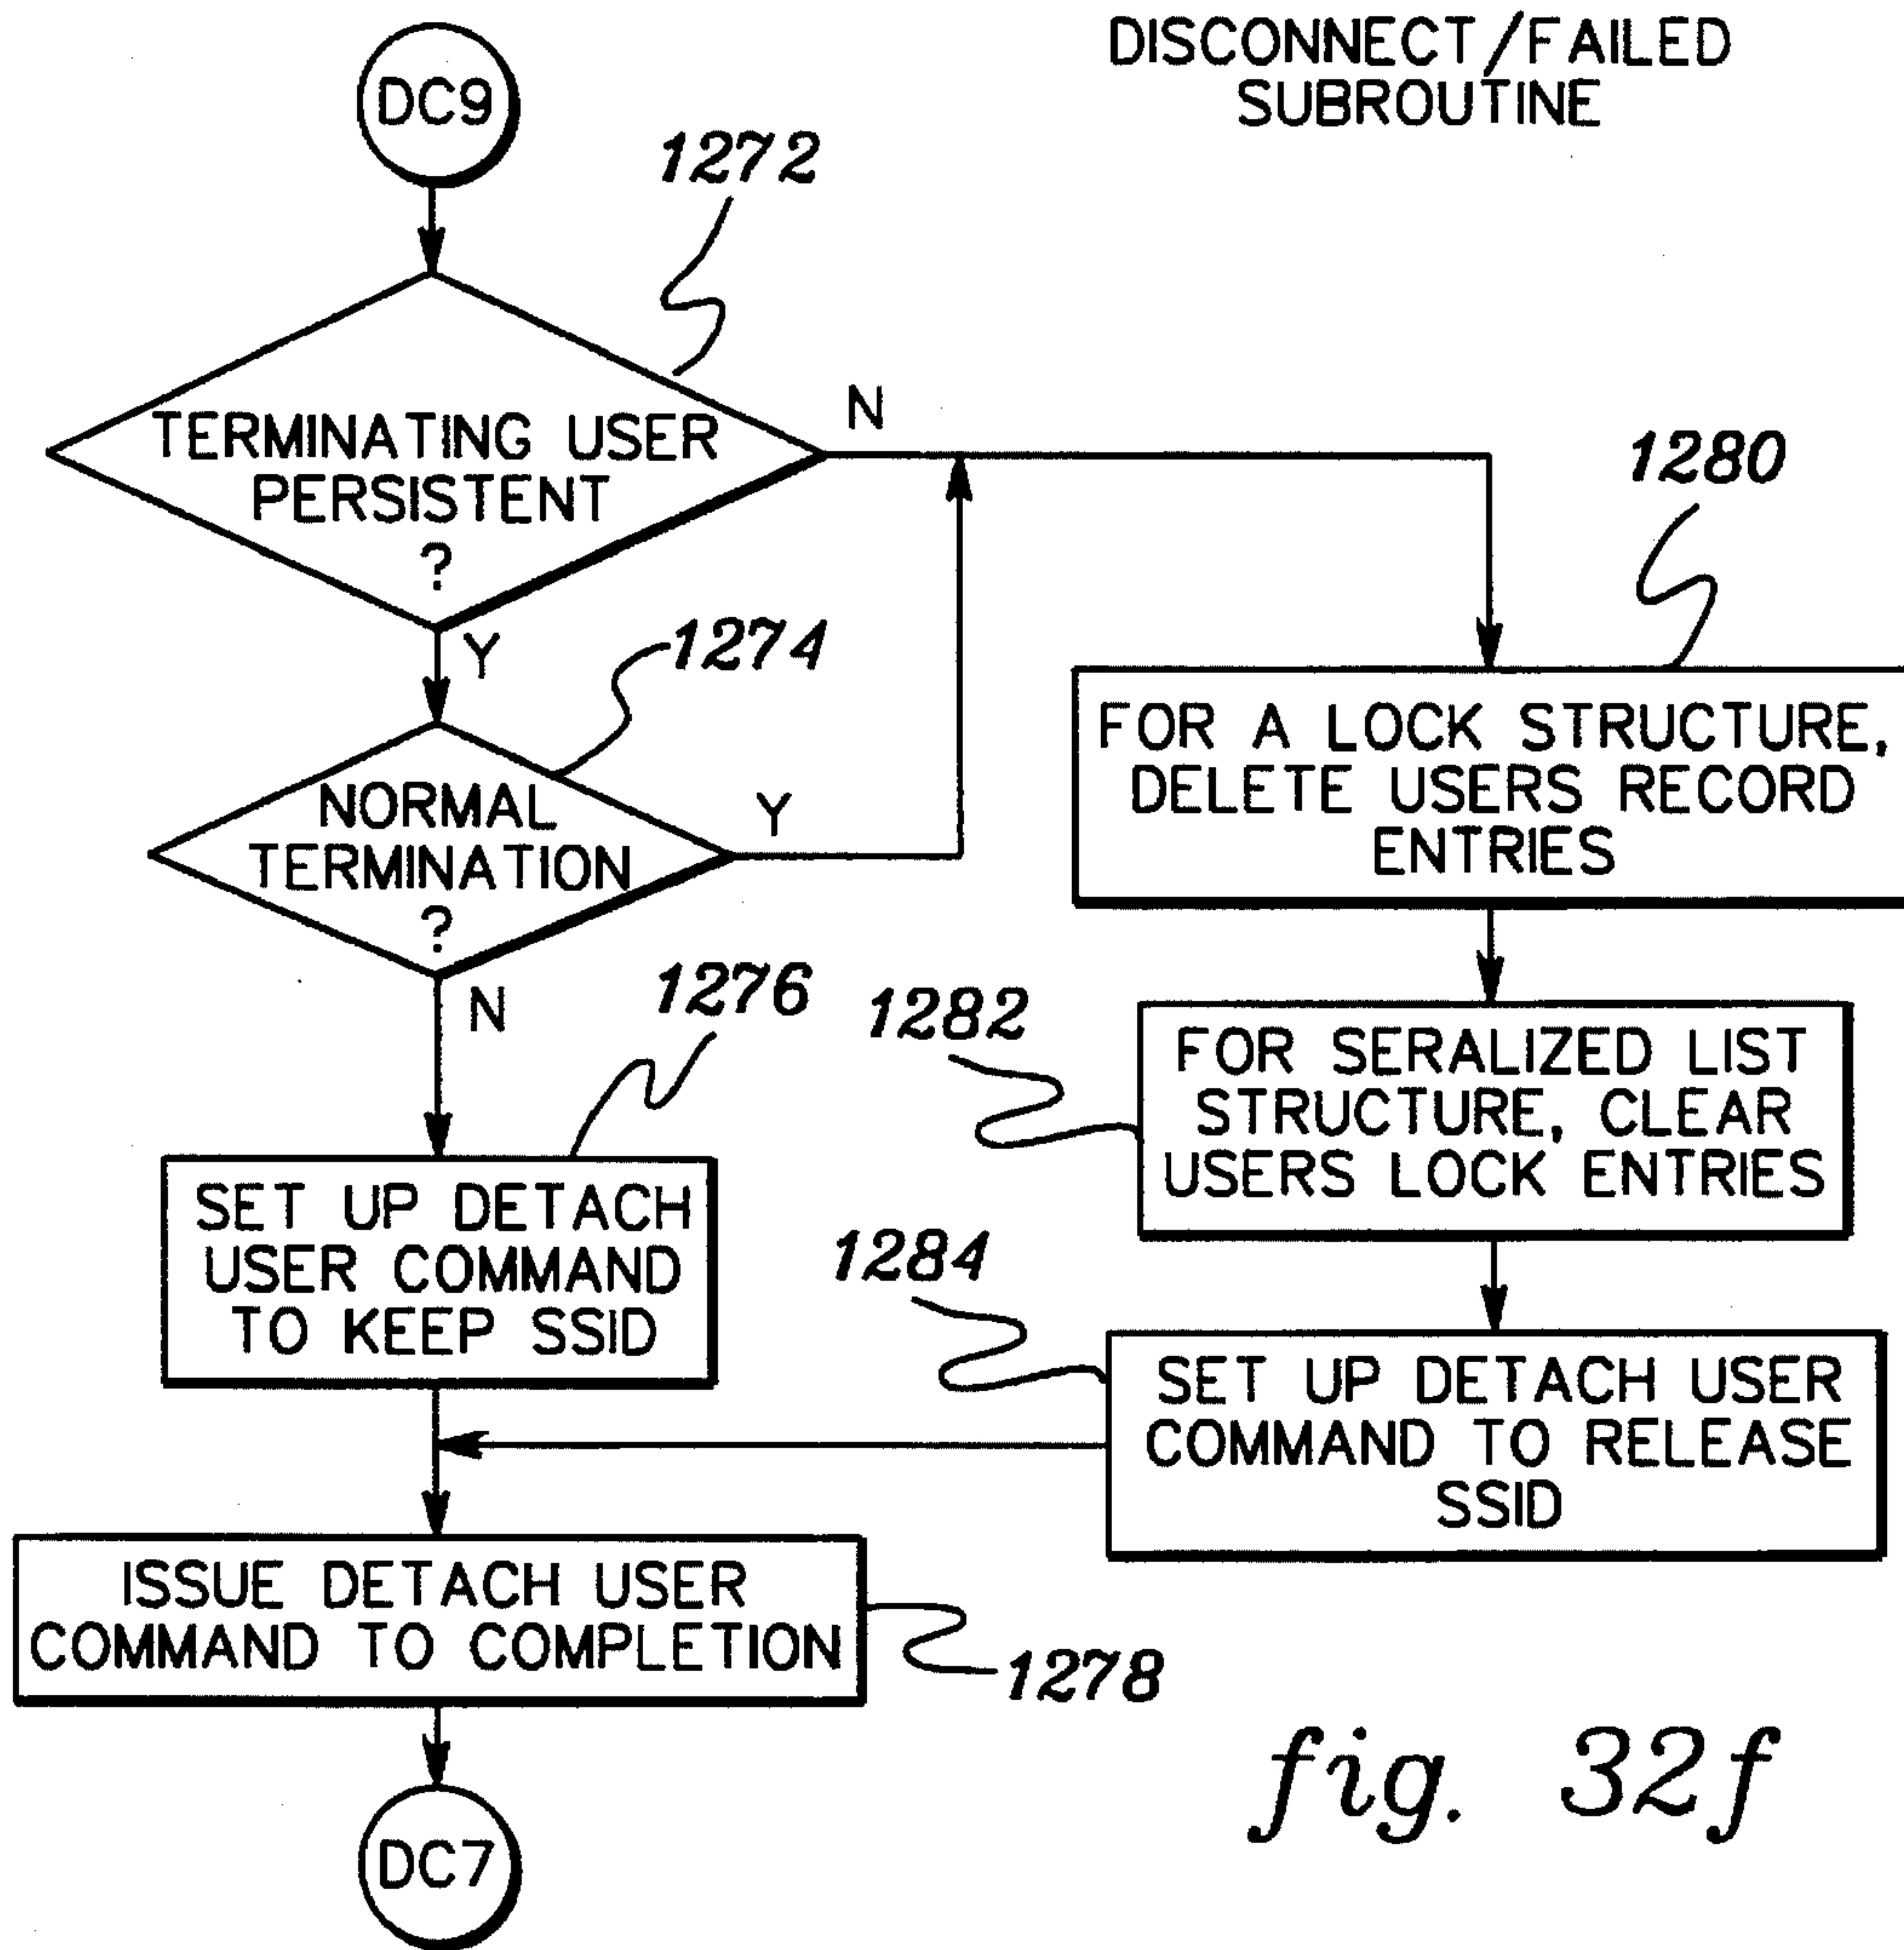 DISCONNECT/FAILED
SUBROUTINE
DC9
1272
TERMINATING USER
PERSISTENT
?
N
Y
1274
NORMAL
TERMINATION
?
Y
N
1276
SET UP DETACH
USER COMMAND
TO KEEP SSID
1280
FOR A LOCK STRUCTURE,
DELETE USERS RECORD
ENTRIES
1282
FOR SERALIZED LIST
STRUCTURE, CLEAR
USERS LOCK ENTRIES
1284
SET UP DETACH USER
COMMAND TO RELEASE
SSID
ISSUE DETACH USER
COMMAND TO COMPLETION
1278
DC7
fig. 32f